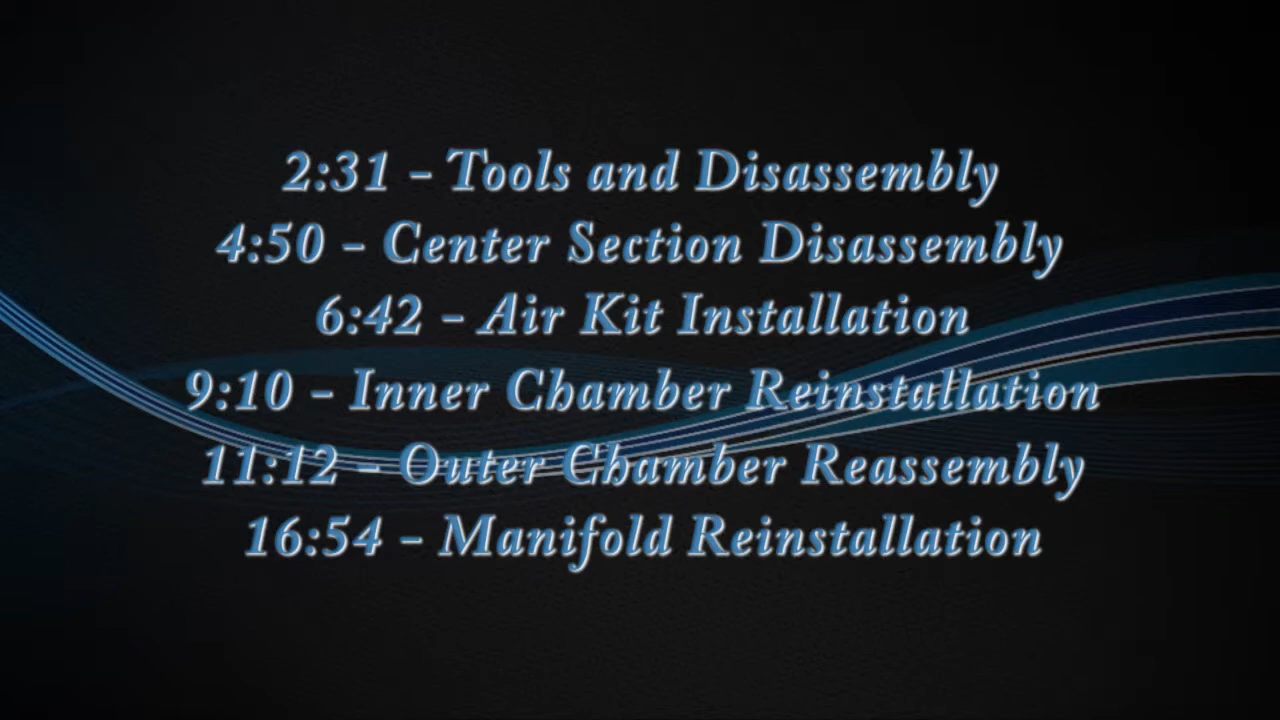 2:31 - Tools and Disassembly
4:50 - Center Section Disassembly
6:42 - Air Kit Installation
9:10 - Inner Chamber Reinstallation
11:12 - Outer Chamber Reassembly
16:54 - Manifold Reinstallation